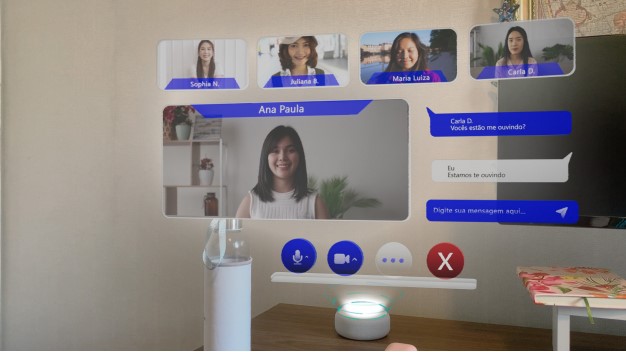 Sophia N.
Juliana B.
Maria Luiza
Carla D.
Ana Paula
Carla D.
Vocês estão me ouvindo?
Eu
Estamos te ouvindo
Digite sua mensagem aqui...
X